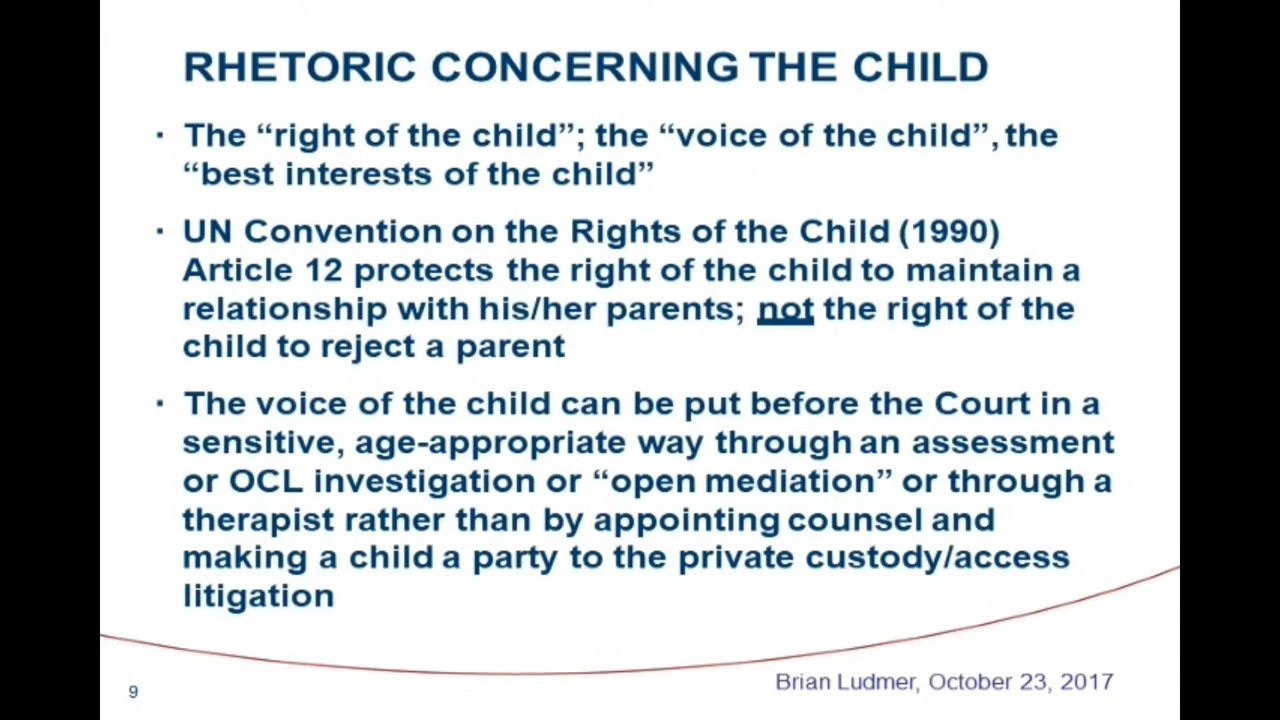 RHETORIC CONCERNING THE CHILD
· The “right of the child”; the “voice of the child”, the
“best interests of the child”
· UN Convention on the Rights of the Child (1990)
Article 12 protects the right of the child to maintain a
relationship with his/her parents; not the right of the
child to reject a parent
· The voice of the child can be put before the Court in a
sensitive, age-appropriate way through an assessment
or OCL investigation or “open mediation” or through a
therapist rather than by appointing counsel and
making a child a party to the private custody/access
litigation
9
Brian Ludmer, October 23, 2017